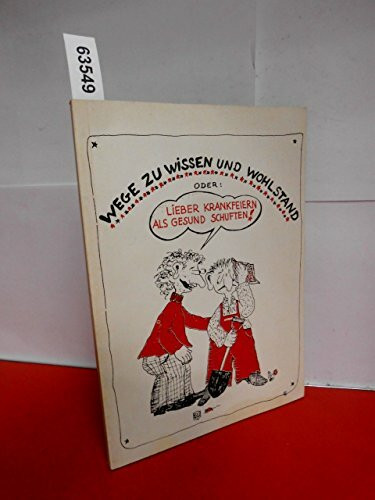 63549
WEGE ZU WISSEN UND WOHLSTAND
ODER:
LIEBER KRANKFEIERN
ALS GESUND SCHUFTEN!